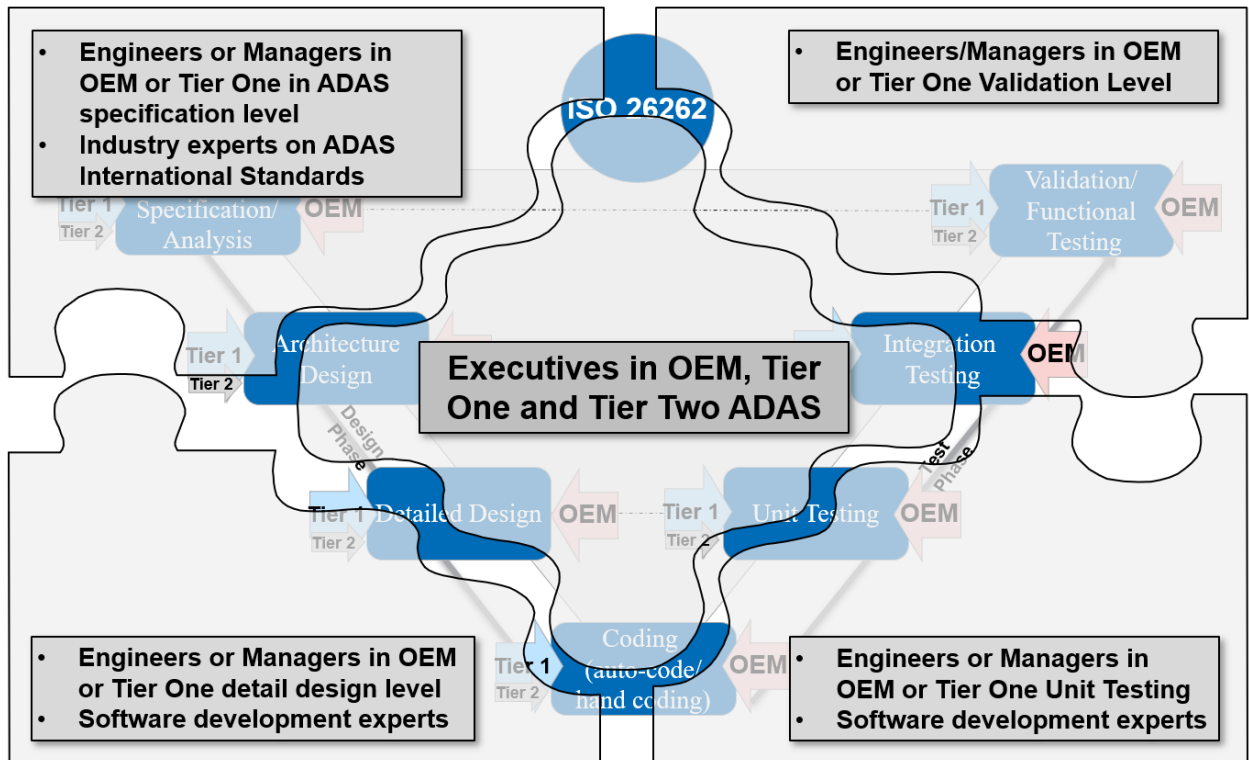 • Engineers or Managers in
OEM or Tier One in ADAS
specification level
• Industry experts on ADAS
International Standards
• Engineers/Managers in OEM
or Tier One Validation Level
ISO 26262
Tier 1
Tier 2
Specification/
Analysis
OEM
Tier 1
Tier 2
Validation/
Functional
Testing
OEM
Tier 1
Tier 2
Architecture
Design
Executives in OEM, Tier
One and Tier Two ADAS
Integration
Testing
OEM
Design
Phase
Test
Phase
Tier 1
Tier 2
Detailed Design
OEM
Tier 1
Tier 2
Unit Testing
OEM
Tier 1
Tier 2
Coding
(auto-code/
hand coding)
OEM
• Engineers or Managers in OEM
or Tier One detail design level
• Software development experts
• Engineers or Managers in
OEM or Tier One Unit Testing
• Software development experts